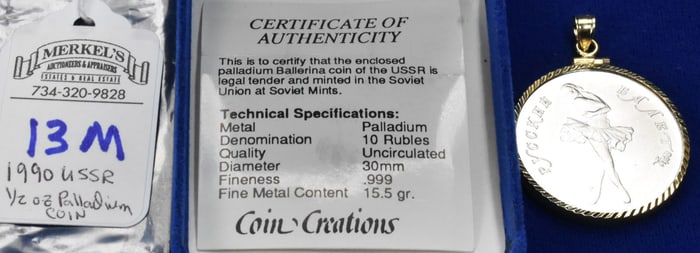 MERKEL'S
AUCTIONEERS & APPRAISERS
ESTATES & REAL ESTATE
734-320-9828
13M
1990 USSR
1/2 oz Palladium
COIN
CERTIFICATE OF
AUTHENTICITY
This is to certify that the enclosed
palladium Ballerina coin of the USSR is
legal tender and minted in the Soviet
Union at Soviet Mints.
Technical Specifications:
Metal Palladium
Denomination 10 Rubles
Quality Uncirculated
Diameter 30mm
Fineness .999
Fine Metal Content 15.5 gr.
Coin Creations
РУССКИЙ БАЛЕТ